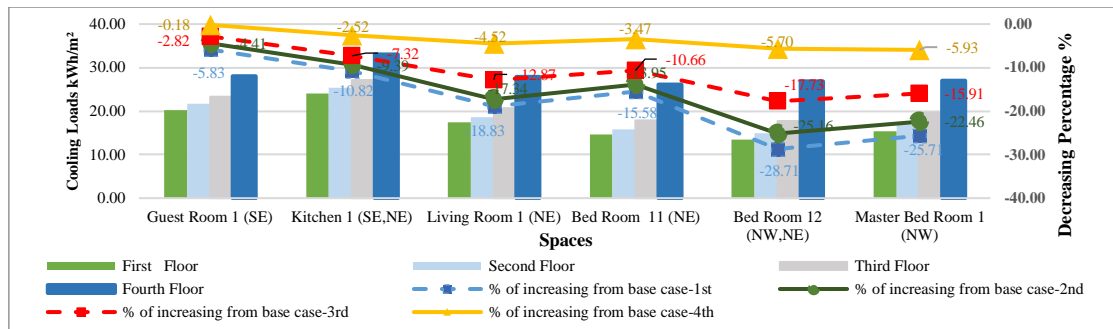 40.00
30.00
20.00
10.00
0.00
Cooling Loads kWh/m²
0.00
-10.00
-20.00
-30.00
-40.00
Decreasing Percentage %
-0.18 -2.52 -4.52 -3.47 -5.70 -5.93
-2.82 -7.32 -12.87 -10.66 -17.73 -15.91
-4.41 -9.39 -25.16 -22.46
-5.83 -10.82 -18.83 -15.58 -28.71 -25.71
Guest Room 1 (SE) Kitchen 1 (SE,NE) Living Room 1 (NE) Bed Room 11 (NE) Bed Room 12 Master Bed Room 1
(NW,NE) (NW)
Spaces
First Floor Second Floor Third Floor
Fourth Floor % of increasing from base case-1st % of increasing from base case-2nd
% of increasing from base case-3rd % of increasing from base case-4th